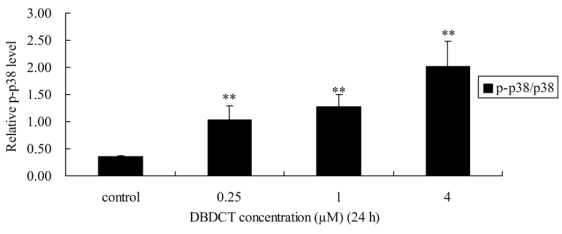 3.00
2.50
2.00
1.50
1.00
0.50
0.00
Relative p-p38 level
**
**
**
p-p38/p38
control 0.25 1 4
DBDCT concentration (μM) (24 h)